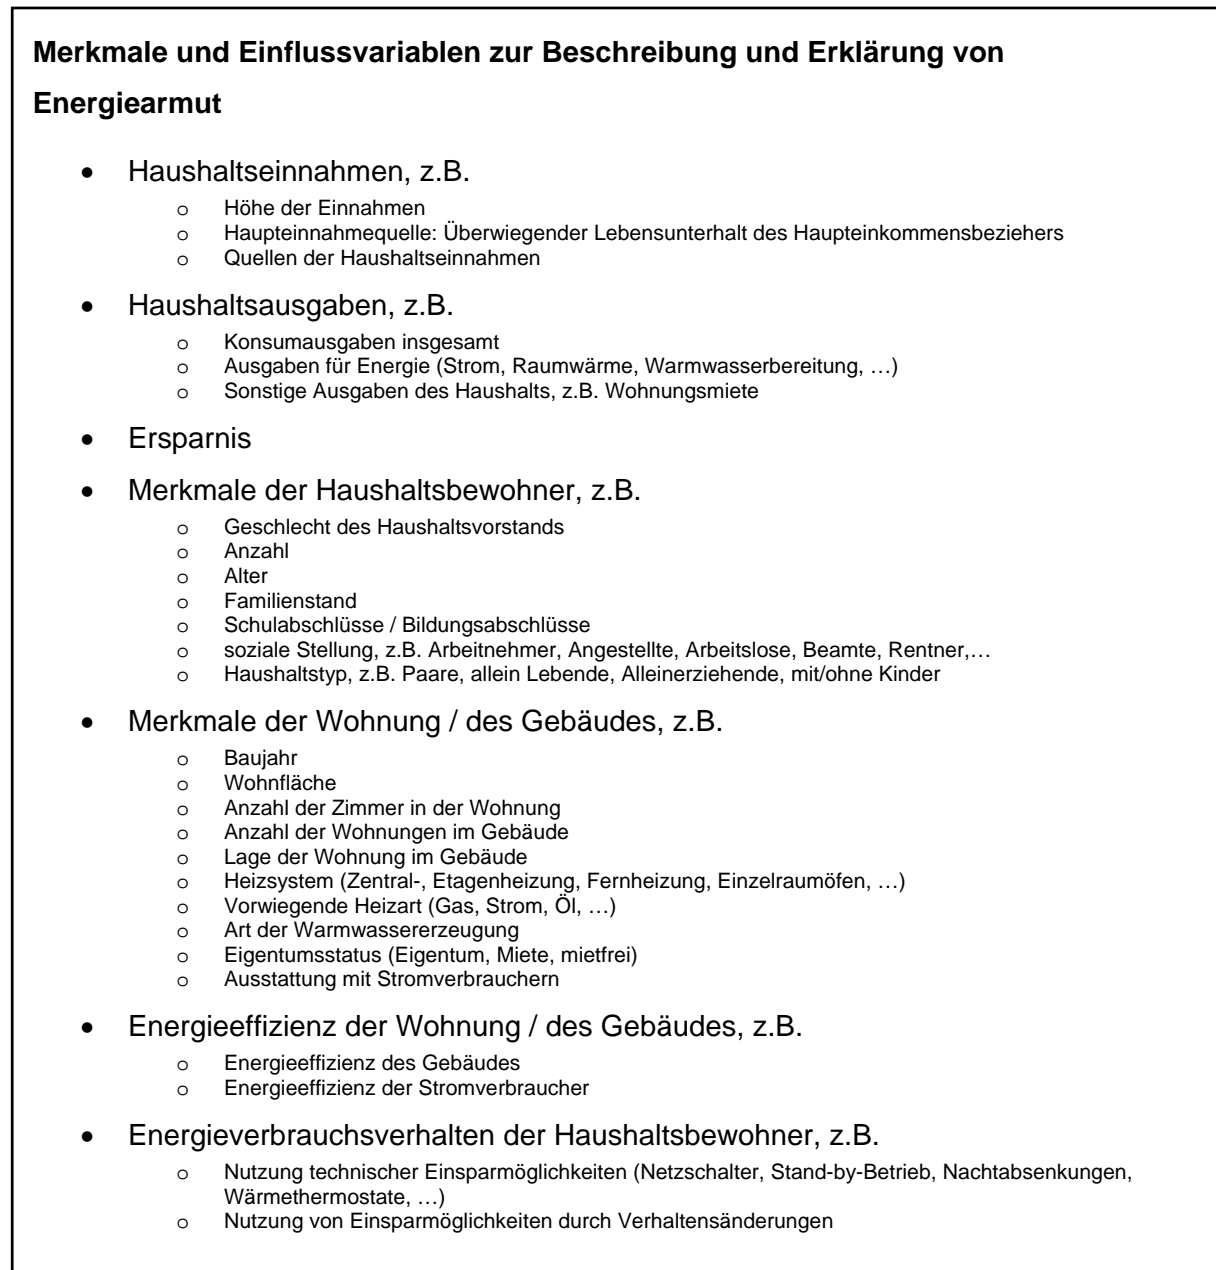 Merkmale und Einflussvariablen zur Beschreibung und Erklärung von
Energiearmut
• Haushaltseinnahmen, z.B.
o Höhe der Einnahmen
o Haupteinnahmequelle: Überwiegender Lebensunterhalt des Haupteinkommensbeziehers
o Quellen der Haushaltseinnahmen
• Haushaltsausgaben, z.B.
o Konsumausgaben insgesamt
o Ausgaben für Energie (Strom, Raumwärme, Warmwasserbereitung, …)
o Sonstige Ausgaben des Haushalts, z.B. Wohnungsmiete
• Ersparnis
• Merkmale der Haushaltsbewohner, z.B.
o Geschlecht des Haushaltsvorstands
o Anzahl
o Alter
o Familienstand
o Schulabschlüsse / Bildungsabschlüsse
o soziale Stellung, z.B. Arbeitnehmer, Angestellte, Arbeitslose, Beamte, Rentner,…
o Haushaltstyp, z.B. Paare, allein Lebende, Alleinerziehende, mit/ohne Kinder
• Merkmale der Wohnung / des Gebäudes, z.B.
o Baujahr
o Wohnfläche
o Anzahl der Zimmer in der Wohnung
o Anzahl der Wohnungen im Gebäude
o Lage der Wohnung im Gebäude
o Heizsystem (Zentral-, Etagenheizung, Fernheizung, Einzelraumöfen, …)
o Vorwiegende Heizart (Gas, Strom, Öl, …)
o Art der Warmwassererzeugung
o Eigentumsstatus (Eigentum, Miete, mietfrei)
o Ausstattung mit Stromverbrauchern
• Energieeffizienz der Wohnung / des Gebäudes, z.B.
o Energieeffizienz des Gebäudes
o Energieeffizienz der Stromverbraucher
• Energieverbrauchsverhalten der Haushaltsbewohner, z.B.
o Nutzung technischer Einsparmöglichkeiten (Netzschalter, Stand-by-Betrieb, Nachtabsenkungen,
Wärmethermostate, …)
o Nutzung von Einsparmöglichkeiten durch Verhaltensänderungen